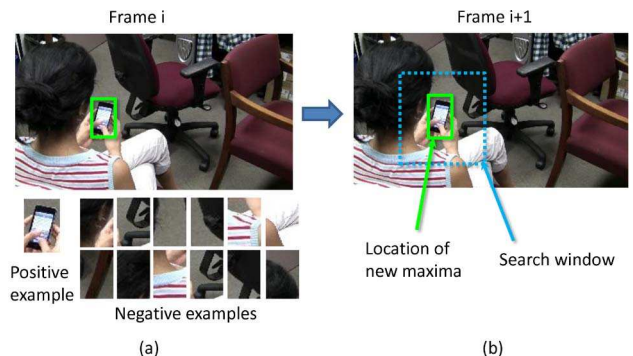 Frame i
Frame i+1
Positive
example
Negative examples
Location of
new maxima
Search window
(a)
(b)